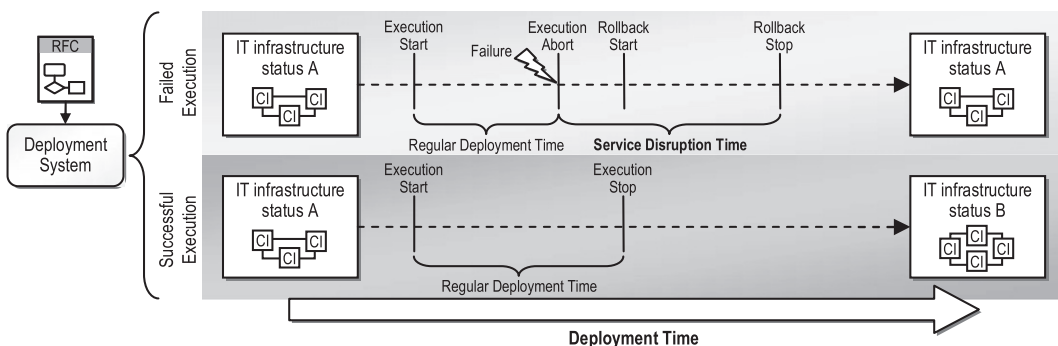 RFC
Deployment
System
Failed
Execution
IT infrastructure
status A
CI
CI
CI
Execution
Start
Failure
Execution
Abort
Rollback
Start
Rollback
Stop
Regular Deployment Time
Service Disruption Time
IT infrastructure
status A
CI
CI
CI
Successful
Execution
IT infrastructure
status A
CI
CI
CI
Execution
Start
Execution
Stop
Regular Deployment Time
IT infrastructure
status B
CI
CI
CI
CI
Deployment Time